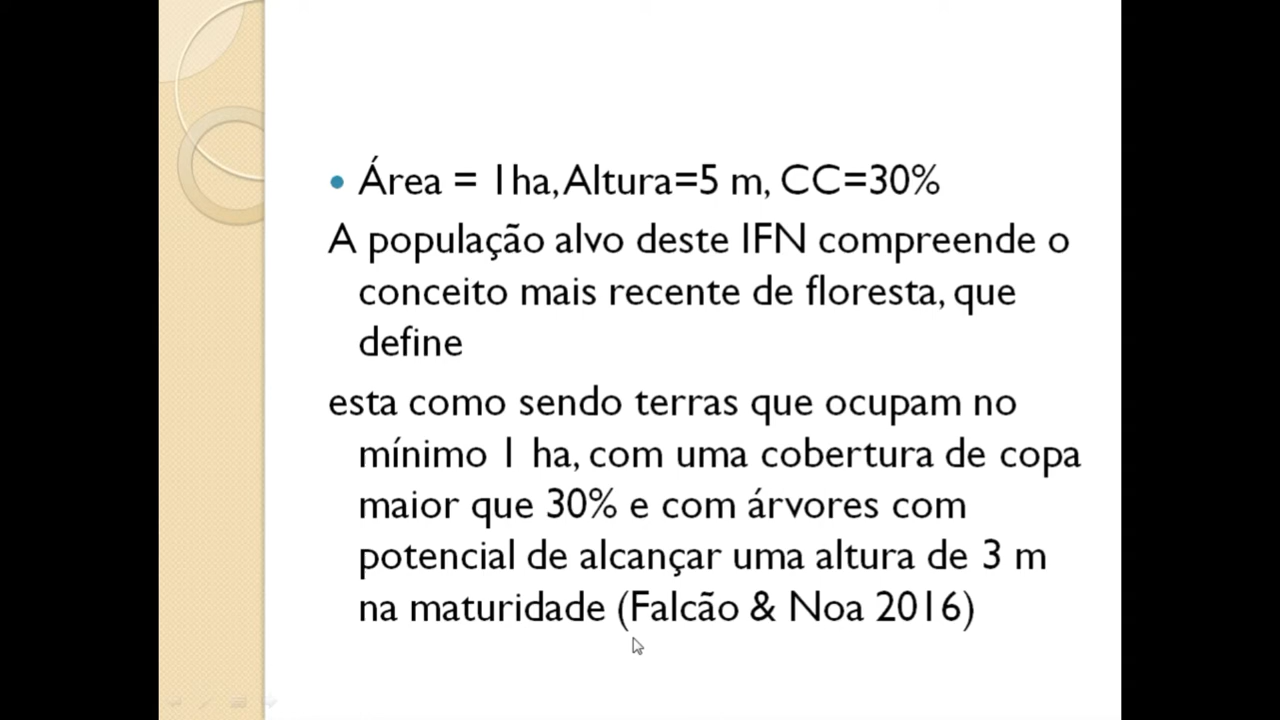 Área = 1ha, Altura=5 m, CC=30%
A população alvo deste IFN compreende o
conceito mais recente de floresta, que
define
esta como sendo terras que ocupam no
mínimo 1 ha, com uma cobertura de copa
maior que 30% e com árvores com
potencial de alcançar uma altura de 3 m
na maturidade (Falcão & Noa 2016)